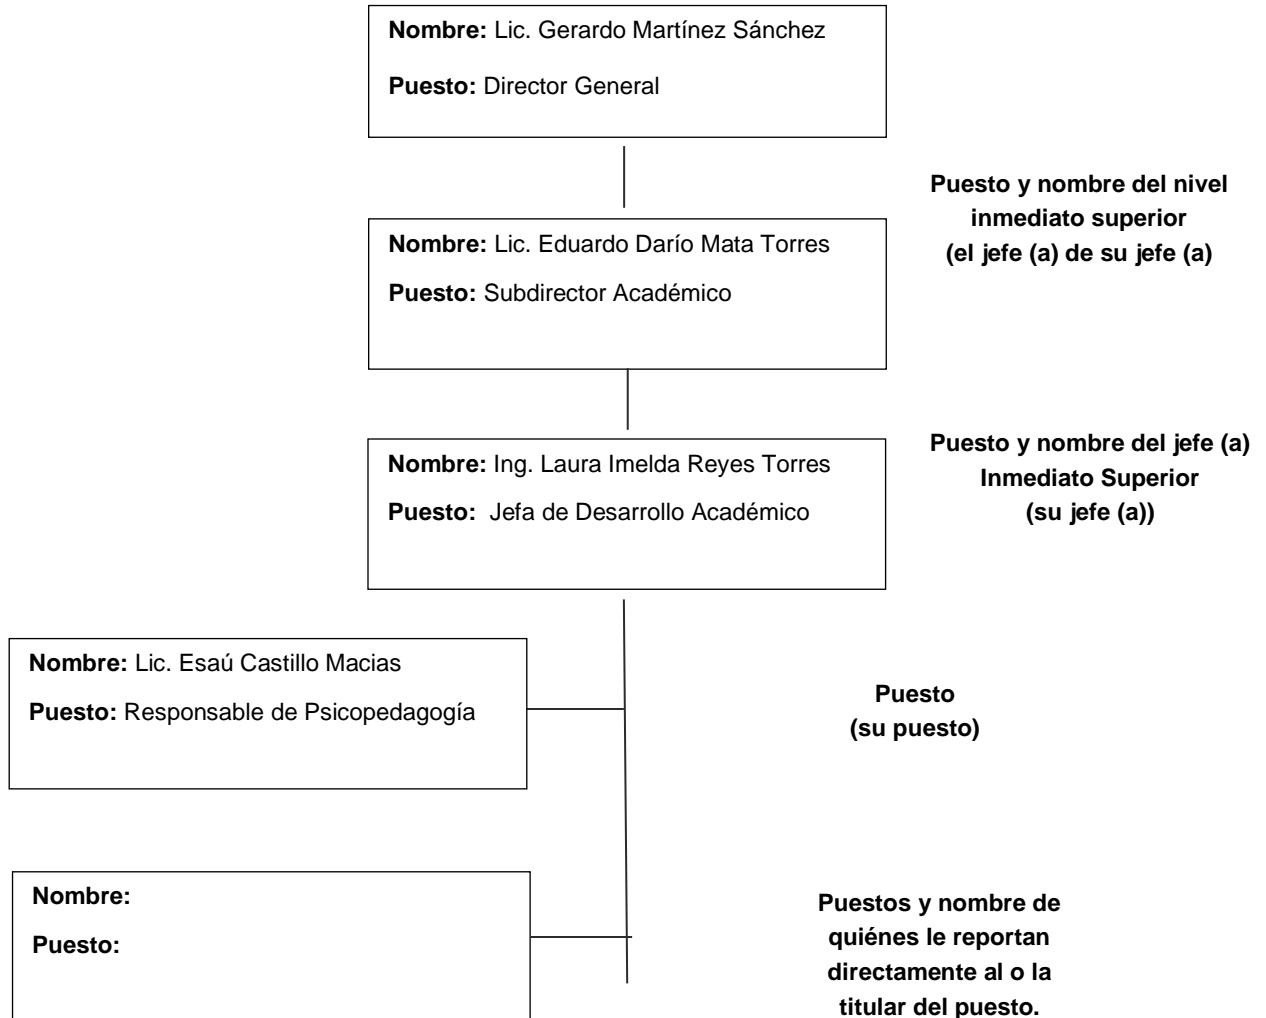 Nombre: Lic. Gerardo Martínez Sánchez
Puesto: Director General
Puesto y nombre del nivel
inmediato superior
(el jefe (a) de su jefe (a)
Nombre: Lic. Eduardo Darío Mata Torres
Puesto: Subdirector Académico
Puesto y nombre del jefe (a)
Inmediato Superior
(su jefe (a))
Nombre: Ing. Laura Imelda Reyes Torres
Puesto: Jefa de Desarrollo Académico
Nombre: Lic. Esaú Castillo Macias
Puesto: Responsable de Psicopedagogía
Puesto
(su puesto)
Nombre:
Puesto:
Puestos y nombre de
quiénes le reportan
directamente al o la
titular del puesto.